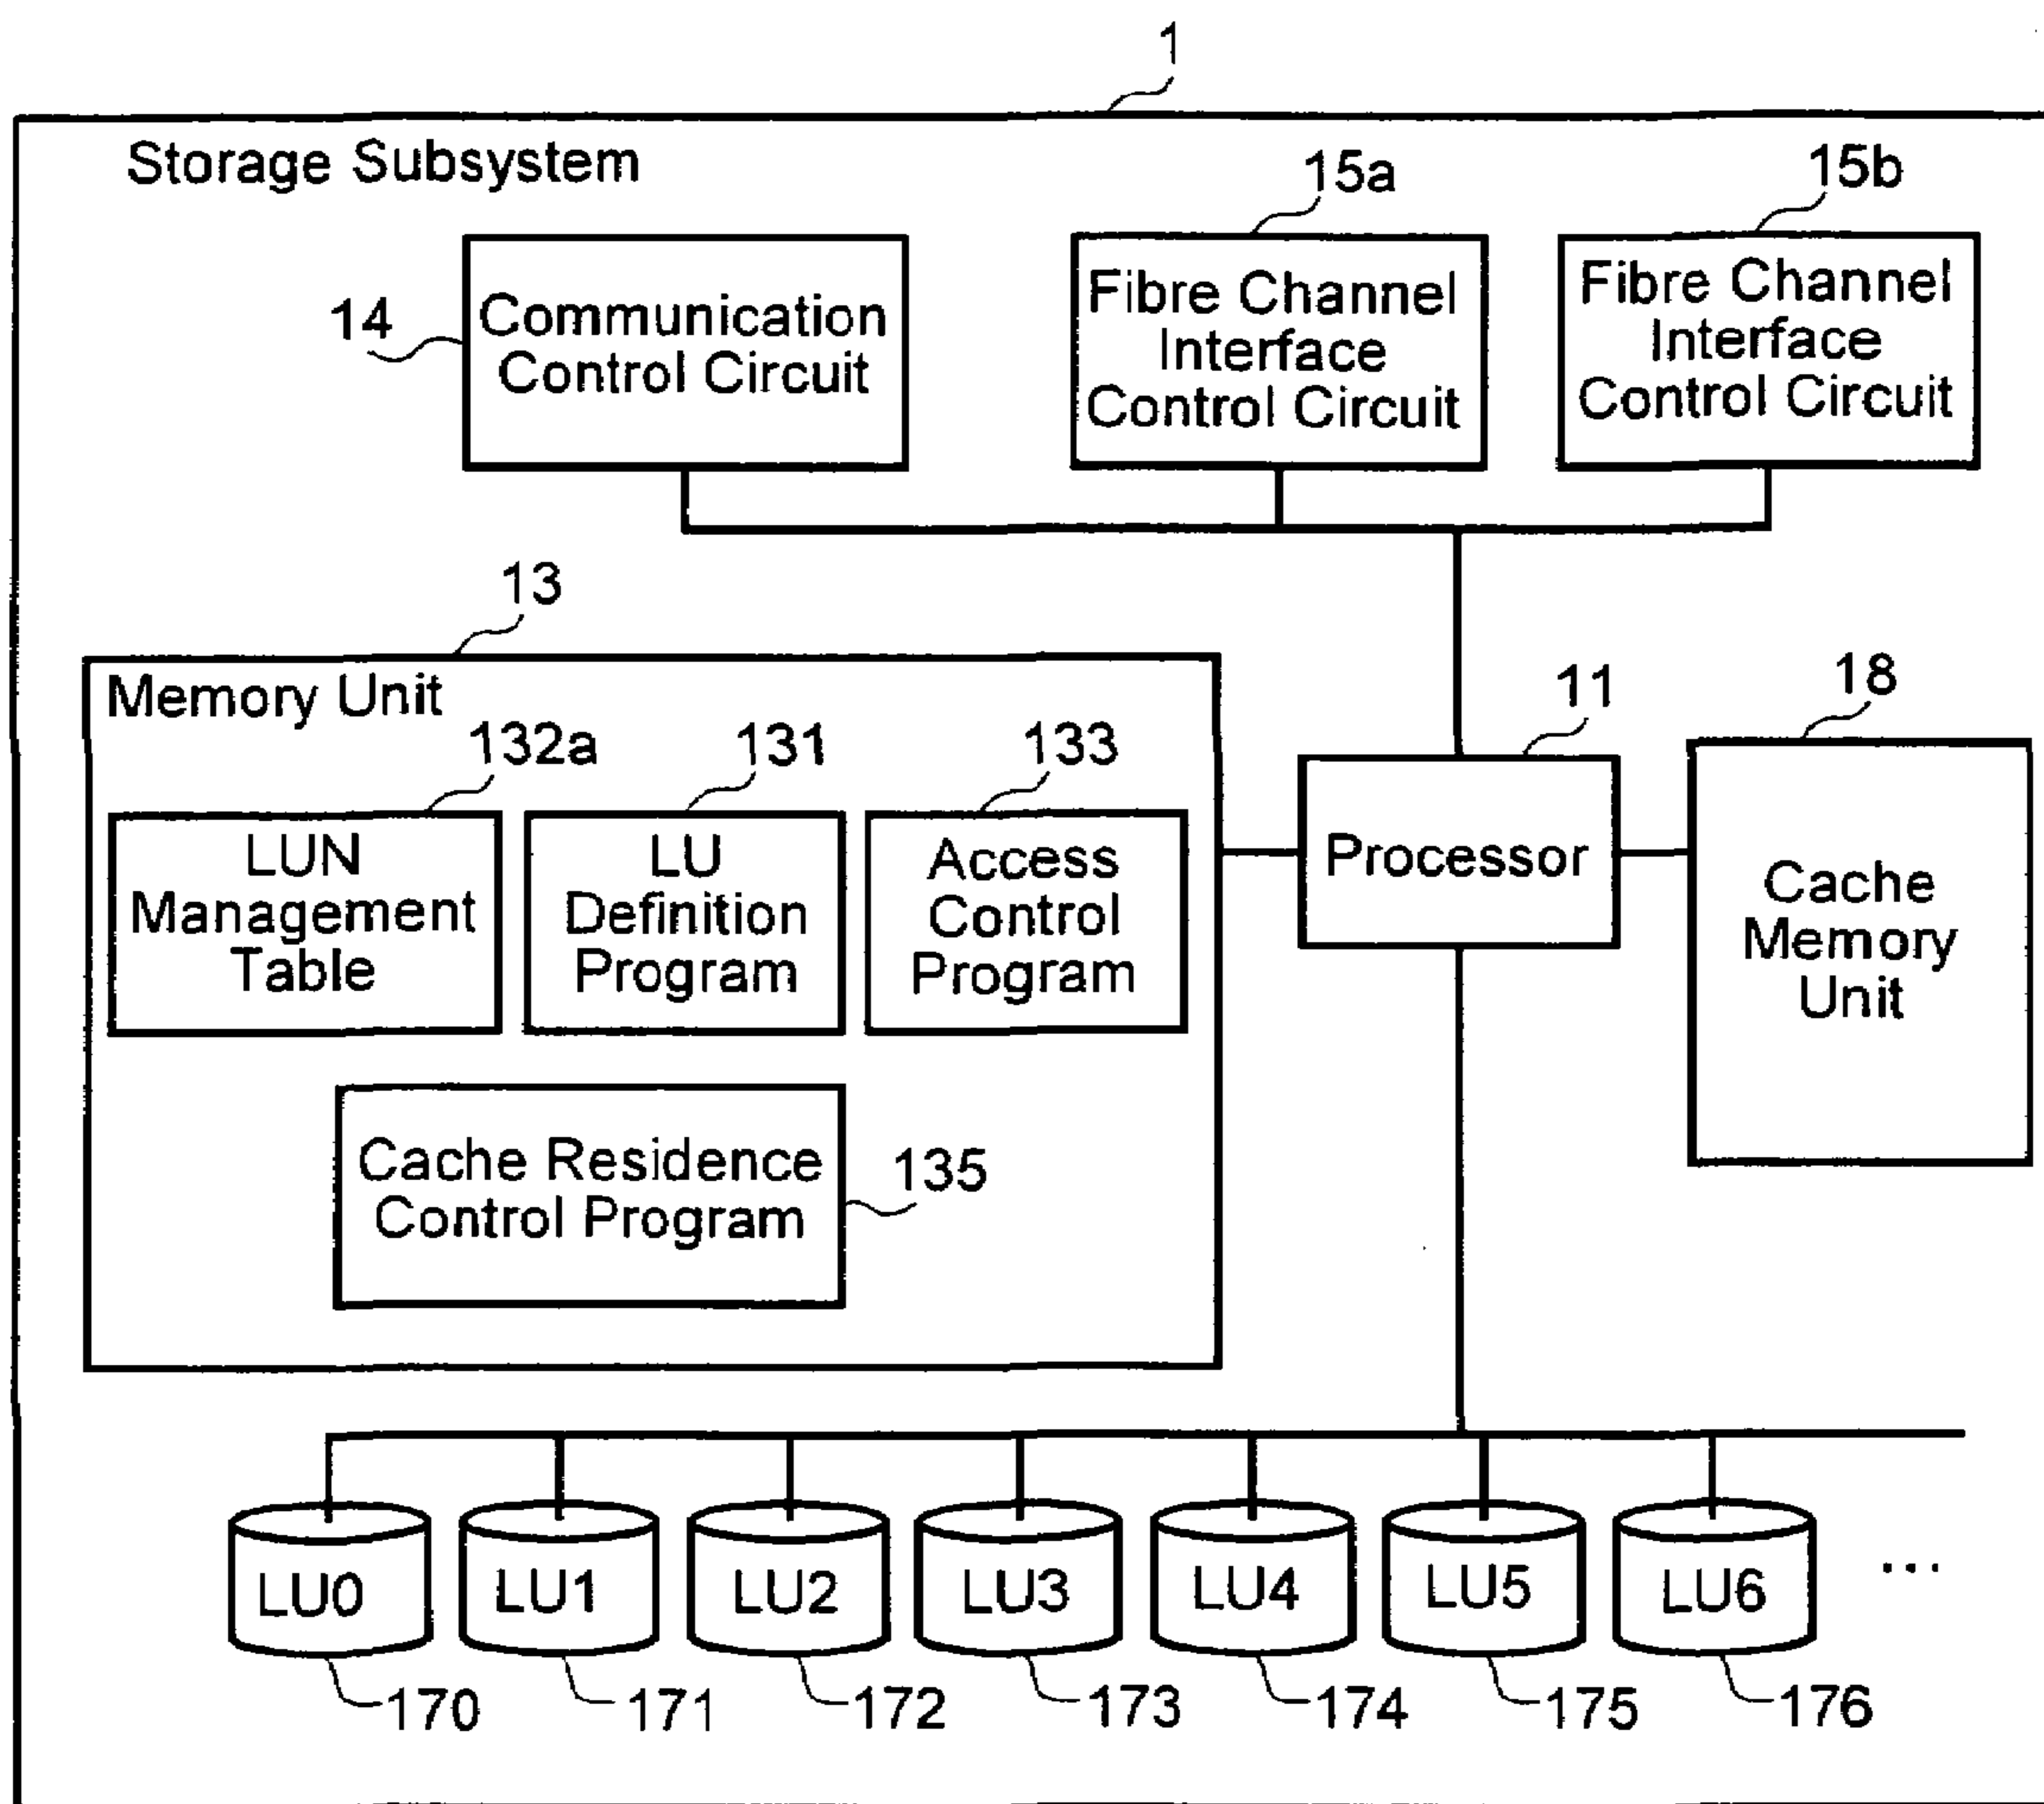 1
Storage Subsystem
15a
15b
14
Communication
Control Circuit
Fibre Channel
Interface
Control Circuit
Fibre Channel
Interface
Control Circuit
13
Memory Unit
11
18
132a
131
133
LUN
Management
Table
LU
Definition
Program
Access
Control
Program
Processor
Cache
Memory
Unit
Cache Residence
Control Program
135
LU0
LU1
LU2
LU3
LU4
LU5
LU6
...
170
171
172
173
174
175
176